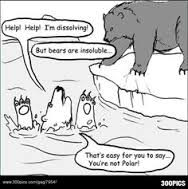 Help! Help! I'm dissolving!
But bears are insoluble...
That's easy for you to say...
You're not Polar!
300PICS